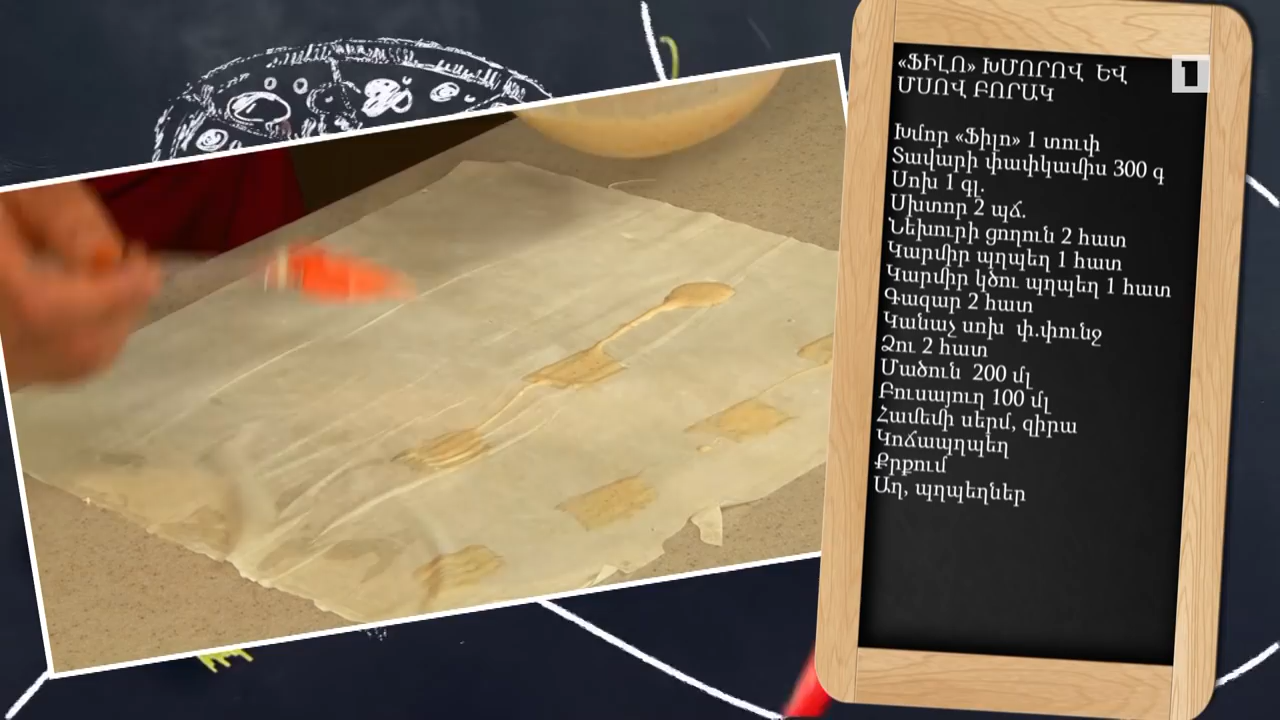 «ՖԻԼՈ» ԽՄՈՐՈՎ ԵՎ
ՄՍՈՎ ԲՈՐԱԿ
Խմոր «Ֆիլո» 1 տուփ
Տավարի փափկամիս 300 գ
Սոխ 1 գլ.
Սխտոր 2 պճ.
Նեխուրի ցողուն 2 հատ
Կարմիր պղպեղ 1 հատ
Կարմիր կծու պղպեղ 1 հատ
Գազար 2 հատ
Կանաչ սոխ փ.փունջ
Ձու 2 հատ
Մածուն 200 մլ
Բուսայուղ 100 մլ
Համեմի սերմ, զիրա
Կոճապղպեղ
Քրքում
Աղ, պղպեղներ
1